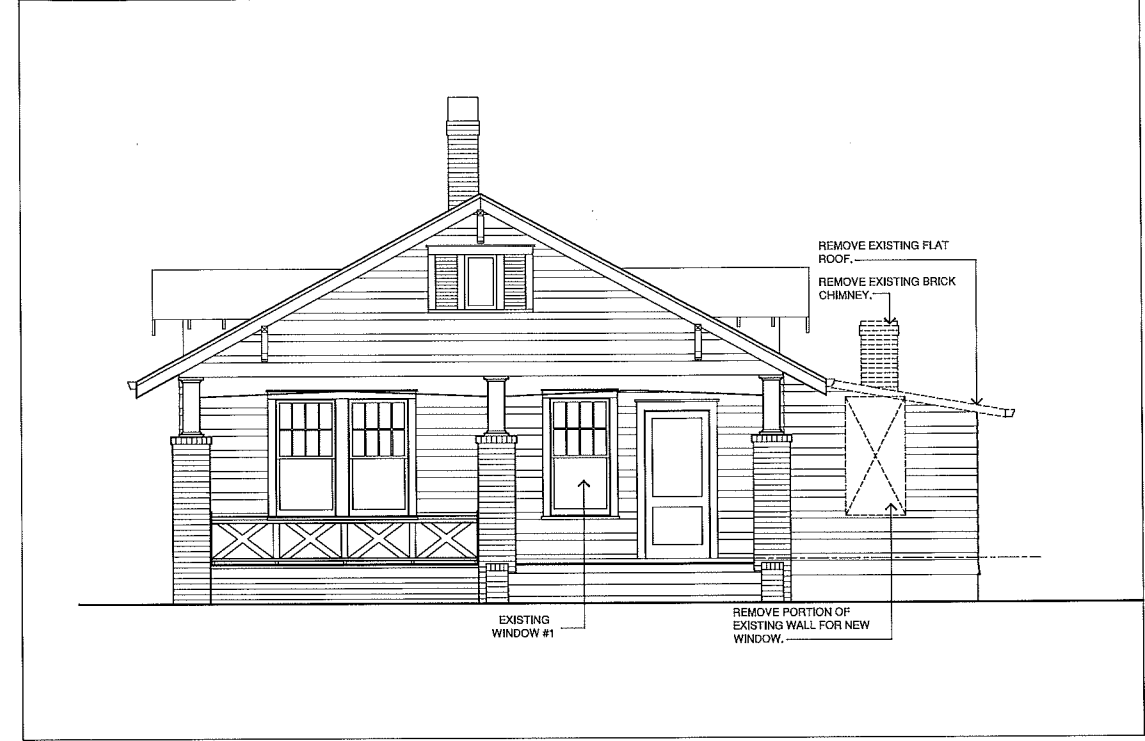 REMOVE EXISTING FLAT
ROOF.
REMOVE EXISTING BRICK
CHIMNEY.
EXISTING
WINDOW #1
REMOVE PORTION OF
EXISTING WALL FOR NEW
WINDOW.